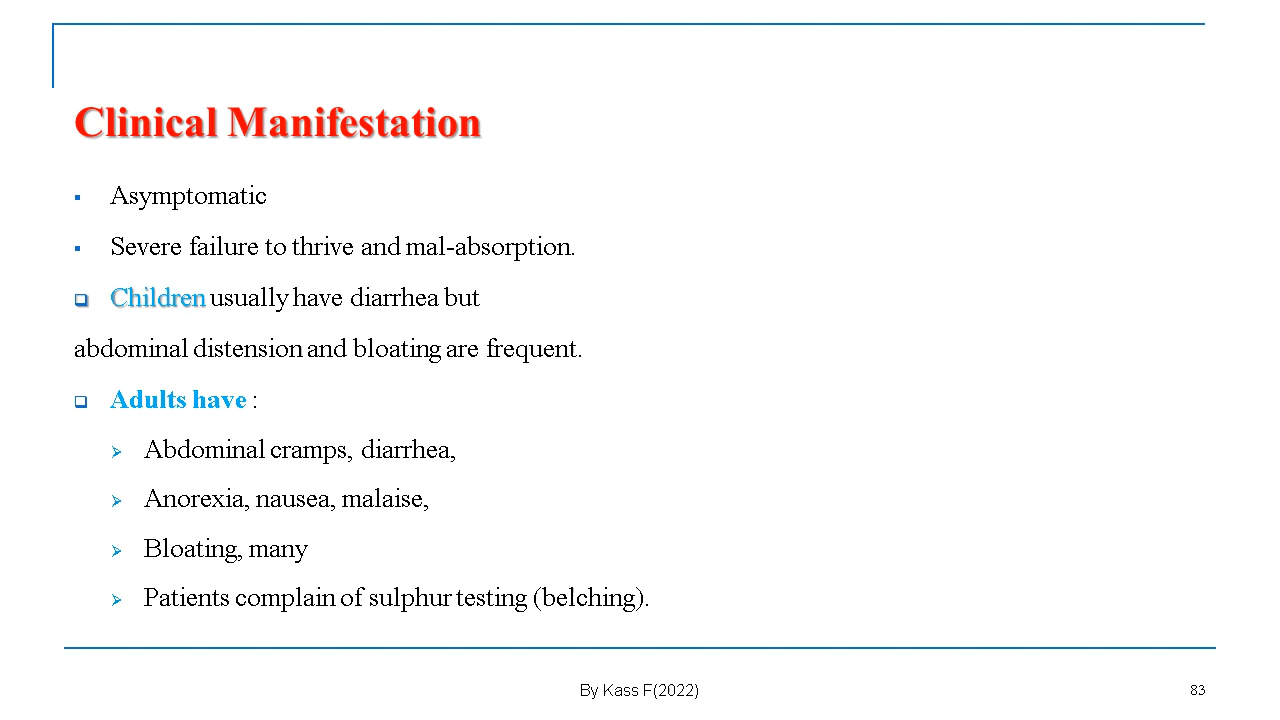 Clinical Manifestation
▪ Asymptomatic
▪ Severe failure to thrive and mal-absorption.
❑ Children usually have diarrhea but
abdominal distension and bloating are frequent.
❑ Adults have :
➢ Abdominal cramps, diarrhea,
➢ Anorexia, nausea, malaise,
➢ Bloating, many
➢ Patients complain of sulphur testing (belching).
By Kass F(2022)
83